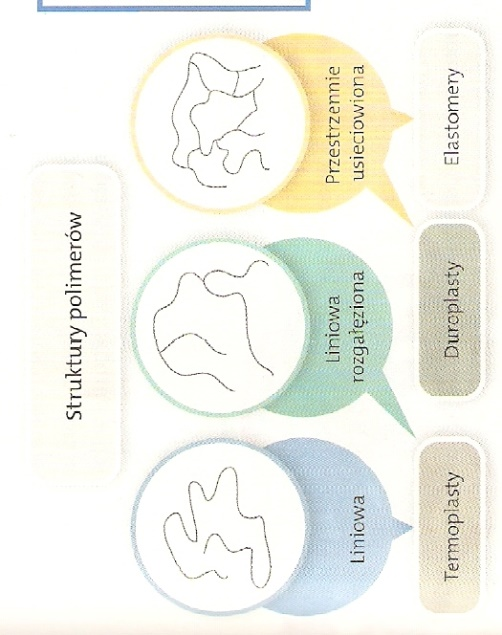 Struktury polimerów
Liniowa
Liniowa
rozgałęziona
Przestrzennie
usieciowiona
Termoplasty
Duroplasty
Elastomery